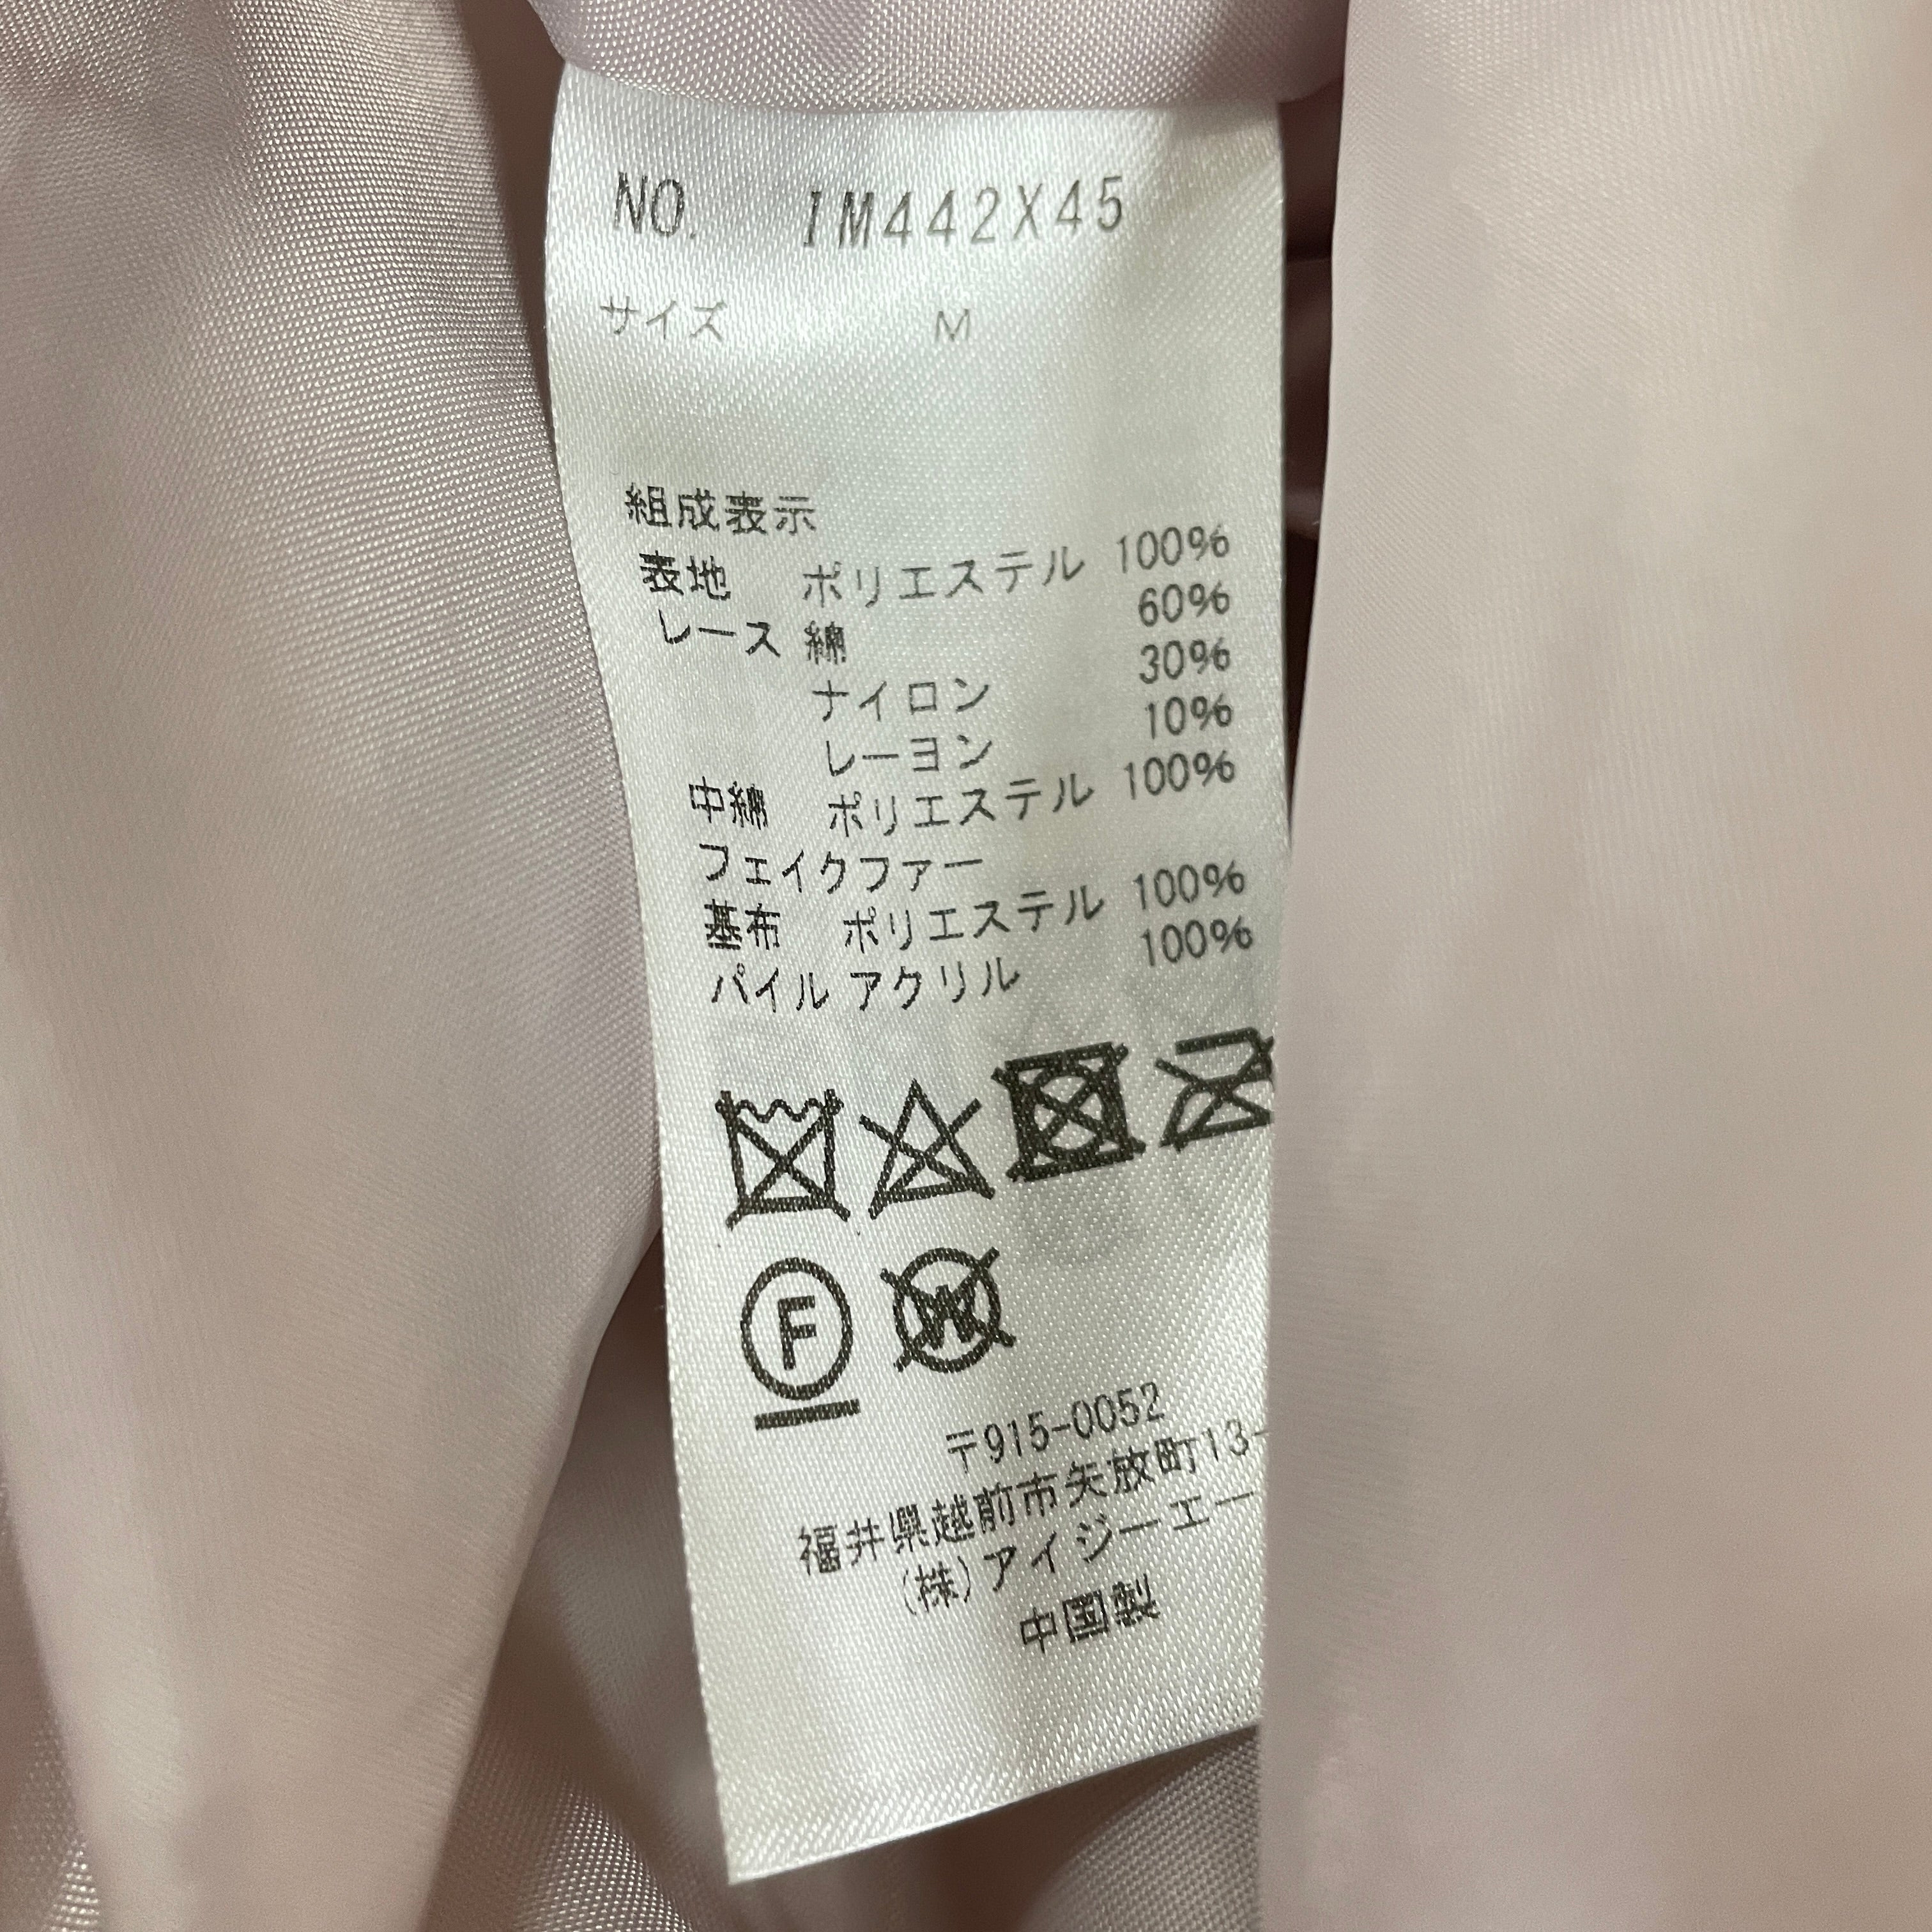 NO. IM442X45
サイズ M
組成表示
表地 ポリエステル 100%
レース 綿 60%
ナイロン 30%
レーヨン 10%
中綿 ポリエステル 100%
フェイクファー
基布 ポリエステル 100%
パイル アクリル 100%
F W
〒915-0052
福井県越前市矢放町13-
(株)アイジーエー
中国製